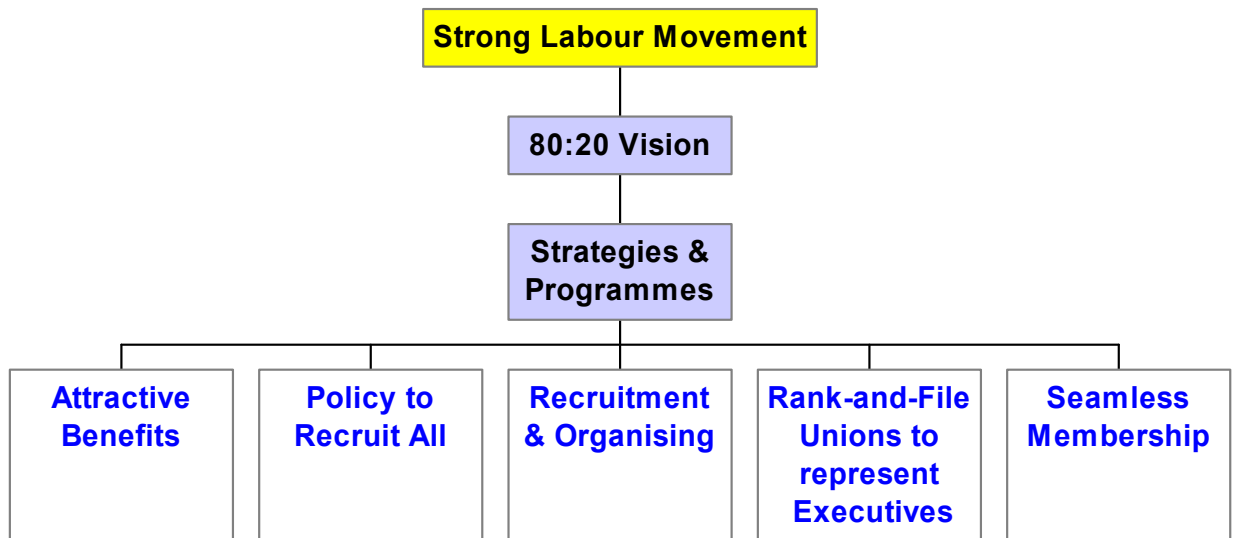 Strong Labour Movement
80:20 Vision
Strategies &
Programmes
Attractive
Benefits
Policy to
Recruit All
Recruitment
& Organising
Rank-and-File
Unions to
represent
Executives
Seamless
Membership